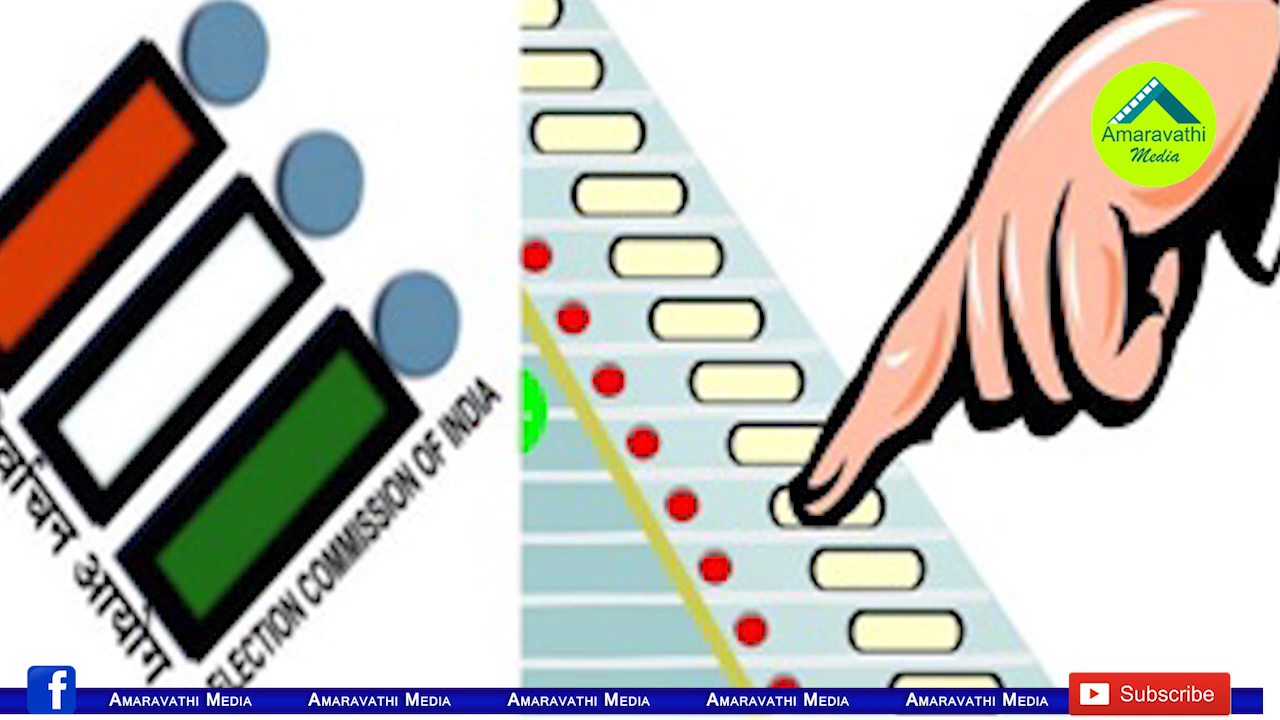 निर्वाचन आयोग
ELECTION COMMISSION OF INDIA
Amaravathi
Media
f
AMARAVATHI MEDIA AMARAVATHI MEDIA AMARAVATHI MEDIA AMARAVATHI MEDIA AMARAVATHI MEDIA
Subscribe